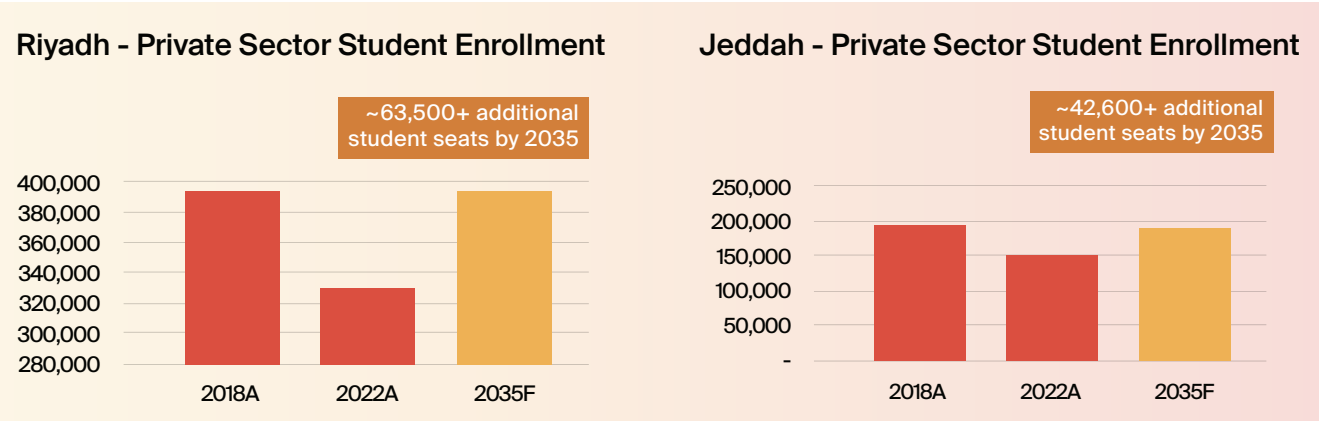 Riyadh - Private Sector Student Enrollment
~63,500+ additional
student seats by 2035
400,000
380,000
360,000
340,000
320,000
300,000
280,000
2018A
2022A
2035F
Jeddah - Private Sector Student Enrollment
~42,600+ additional
student seats by 2035
250,000
200,000
150,000
100,000
50,000
-
2018A
2022A
2035F